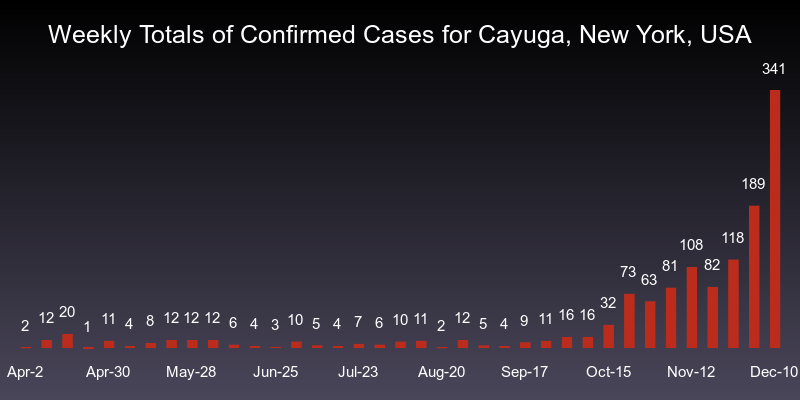 Weekly Totals of Confirmed Cases for Cayuga, New York, USA
341
189
118
108
81 82
73 63
32
2 12 20 1 11 4 8 12 12 12 6 4 3 10 5 4 7 6 10 11 2 12 5 4 9 11 16 16
Apr-2 Apr-30 May-28 Jun-25 Jul-23 Aug-20 Sep-17 Oct-15 Nov-12 Dec-10